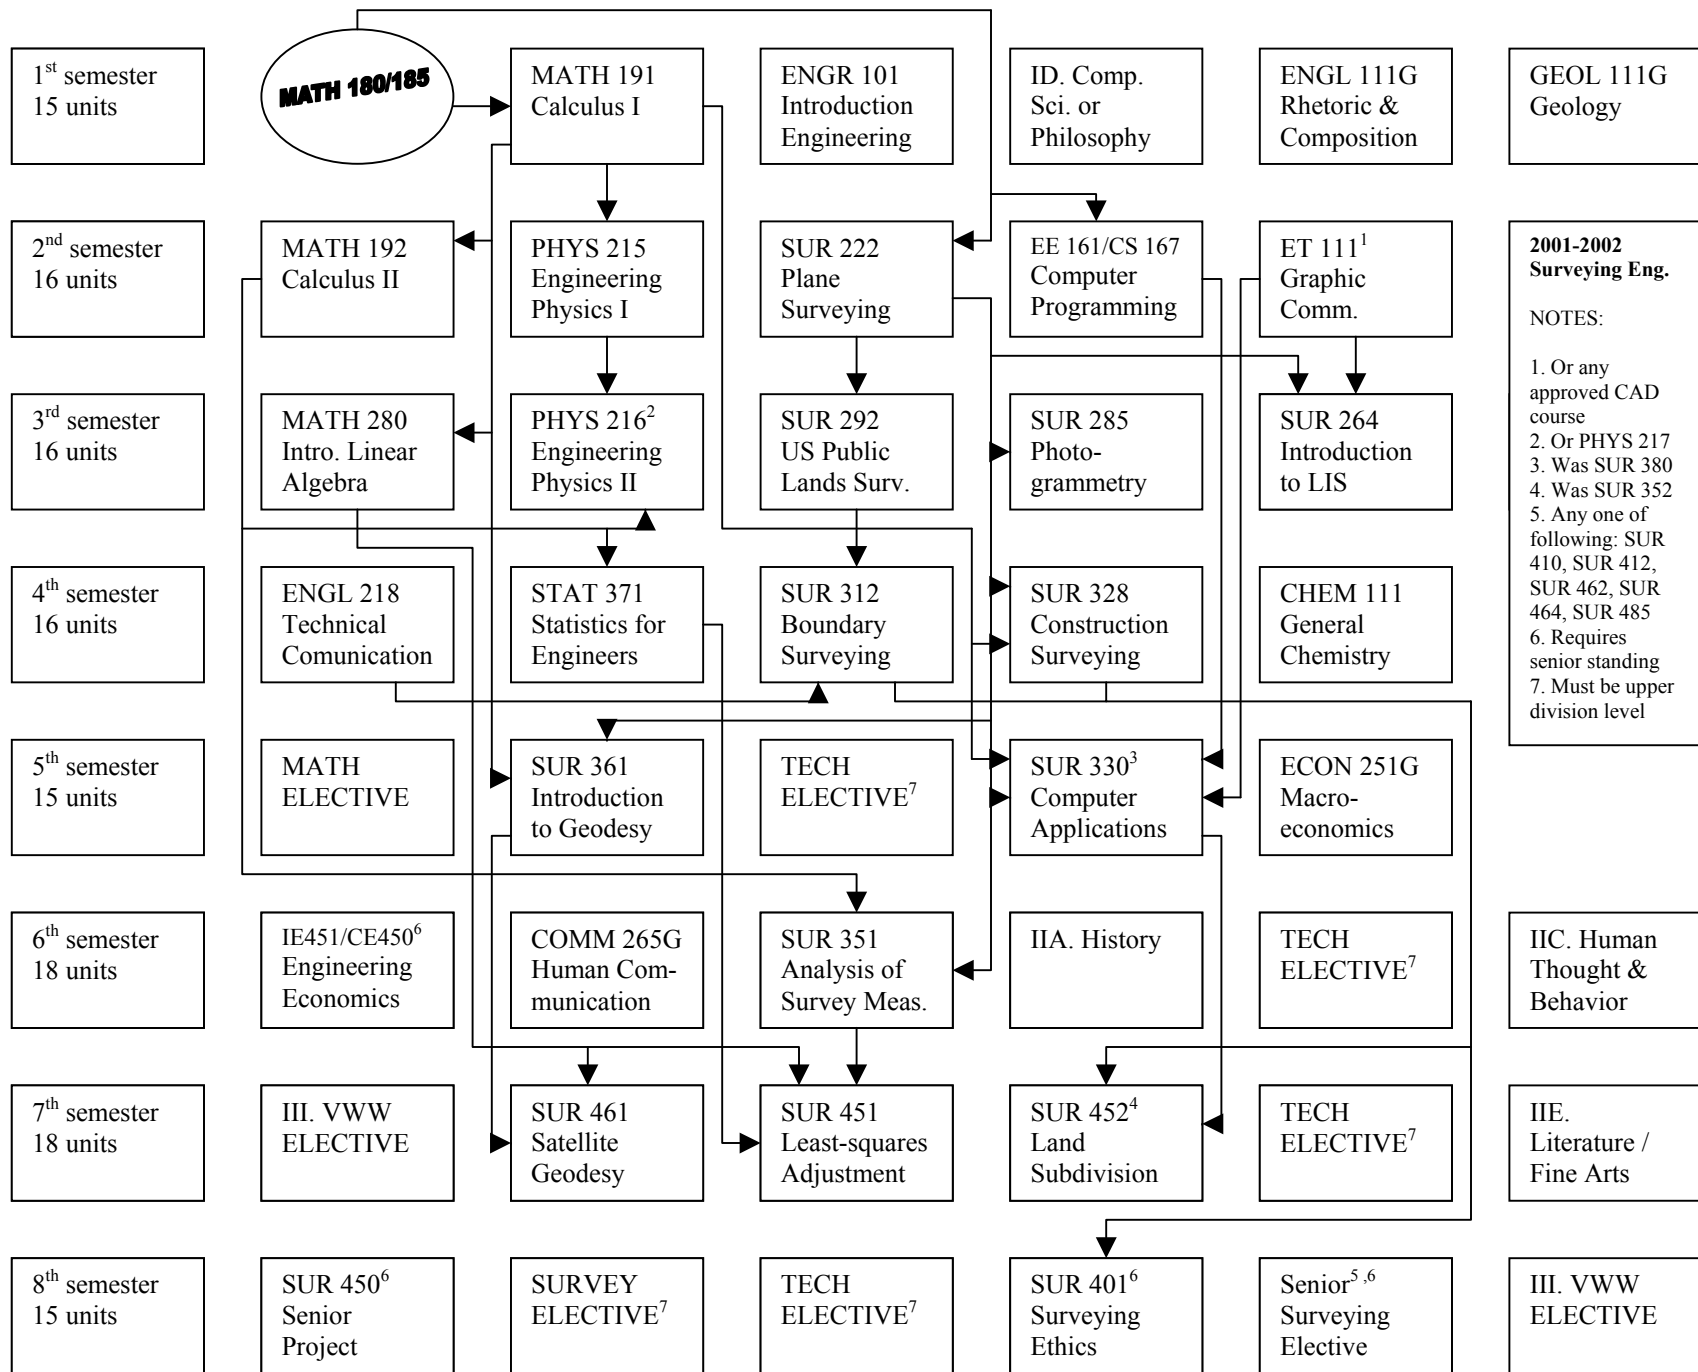 1st semester
15 units
MATH 180/185
MATH 191
Calculus I
ENGR 101
Introduction
Engineering
ID. Comp.
Sci. or
Philosophy
ENGL 111G
Rhetoric &
Composition
GEOL 111G
Geology
2nd semester
16 units
MATH 192
Calculus II
PHYS 215
Engineering
Physics I
SUR 222
Plane
Surveying
EE 161/CS 167
Computer
Programming
ET 1111
Graphic
Comm.
2001-2002
Surveying Eng.
NOTES:
1. Or any
approved CAD
course
2. Or PHYS 217
3. Was SUR 380
4. Was SUR 352
5. Any one of
following: SUR
410, SUR 412,
SUR 462, SUR
464, SUR 485
6. Requires
senior standing
7. Must be upper
division level
3rd semester
16 units
MATH 280
Intro. Linear
Algebra
PHYS 2162
Engineering
Physics II
SUR 292
US Public
Lands Surv.
SUR 285
Photo-
grammetry
SUR 264
Introduction
to LIS
4th semester
16 units
ENGL 218
Technical
Comunication
STAT 371
Statistics for
Engineers
SUR 312
Boundary
Surveying
SUR 328
Construction
Surveying
CHEM 111
General
Chemistry
5th semester
15 units
MATH
ELECTIVE
SUR 361
Introduction
to Geodesy
TECH
ELECTIVE7
SUR 3303
Computer
Applications
ECON 251G
Macro-
economics
6th semester
18 units
IE451/CE4506
Engineering
Economics
COMM 265G
Human Com-
munication
SUR 351
Analysis of
Survey Meas.
IIA. History
TECH
ELECTIVE7
IIC. Human
Thought &
Behavior
7th semester
18 units
III. VWW
ELECTIVE
SUR 461
Satellite
Geodesy
SUR 451
Least-squares
Adjustment
SUR 4524
Land
Subdivision
TECH
ELECTIVE7
IIE.
Literature /
Fine Arts
8th semester
15 units
SUR 4506
Senior
Project
SURVEY
ELECTIVE7
TECH
ELECTIVE7
SUR 4016
Surveying
Ethics
Senior5 ,6
Surveying
Elective
III. VWW
ELECTIVE